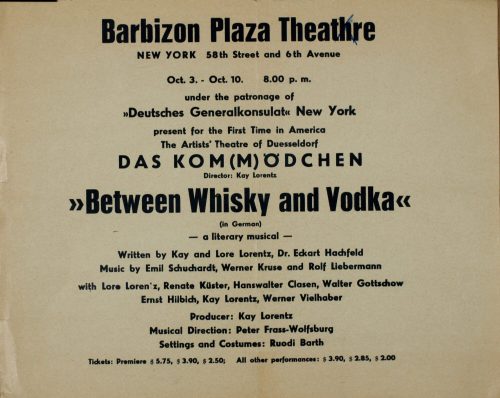 Barbizon Plaza Theathre
NEW YORK 58th Street and 6th Avenue
Oct. 3. - Oct. 10. 8.00 p. m.
under the patronage of
»Deutsches Generalkonsulat« New York
present for the First Time in America
The Artists' Theatre of Duesseldorf
DAS KOM(M)ÖDCHEN
Director: Kay Lorentz
»Between Whisky and Vodka«
(in German)
— a literary musical —
Written by Kay and Lore Lorentz, Dr. Eckart Hachfeld
Music by Emil Schuchardt, Werner Kruse and Rolf Liebermann
with Lore Loren'z, Renate Küster, Hanswalter Clasen, Walter Gottschow
Ernst Hilbich, Kay Lorentz, Werner Vielhaber
Producer: Kay Lorentz
Musical Direction: Peter Frass-Wolfsburg
Settings and Costumes: Ruodi Barth
Tickets: Premiere $ 5.75, $ 3.90, $ 2.50; All other performances: $ 3.90, $ 2.85, $ 2.00